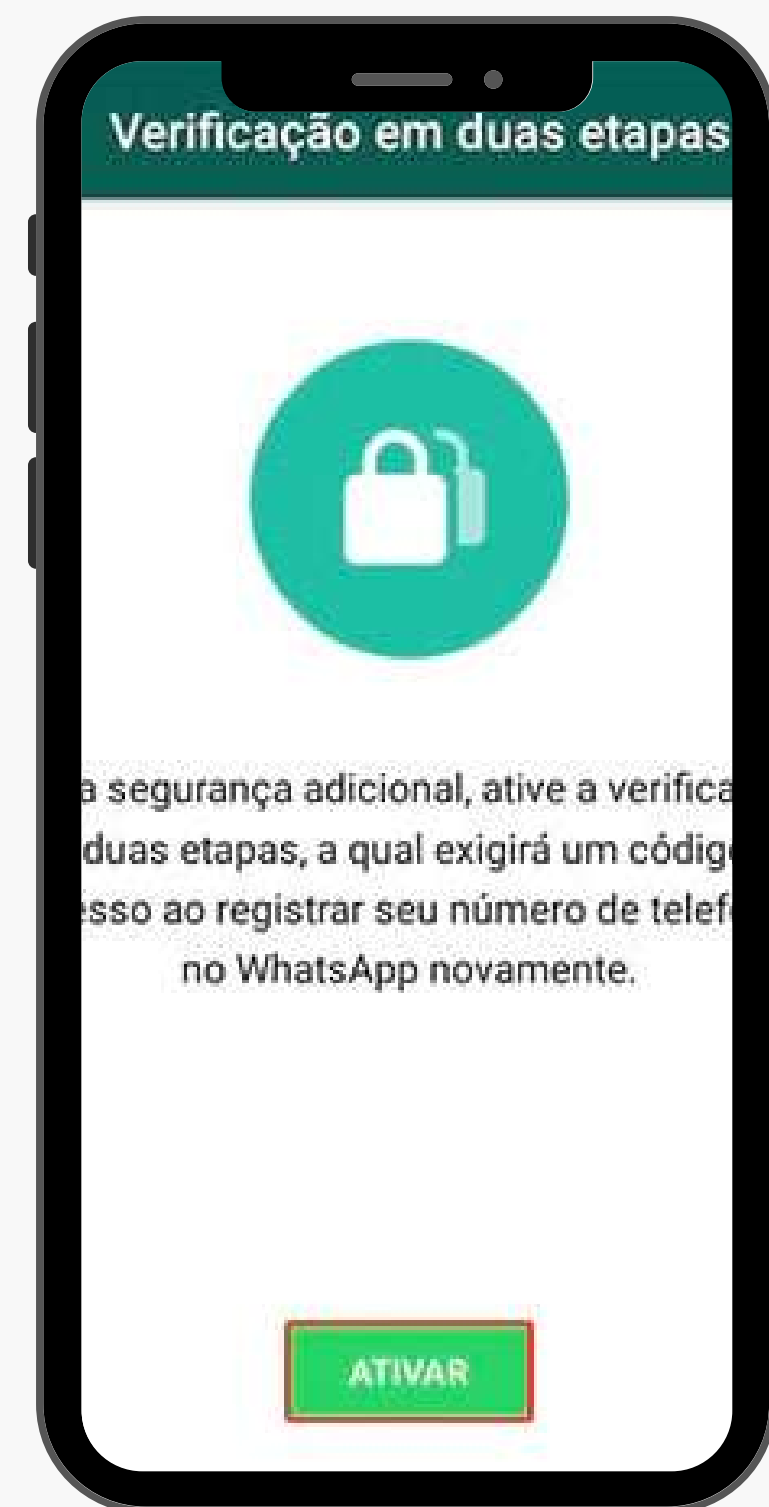 Verificação em duas etapas
a segurança adicional, ative a verifica
duas etapas, a qual exigirá um códig
esso ao registrar seu número de telef
no WhatsApp novamente.
ATIVAR